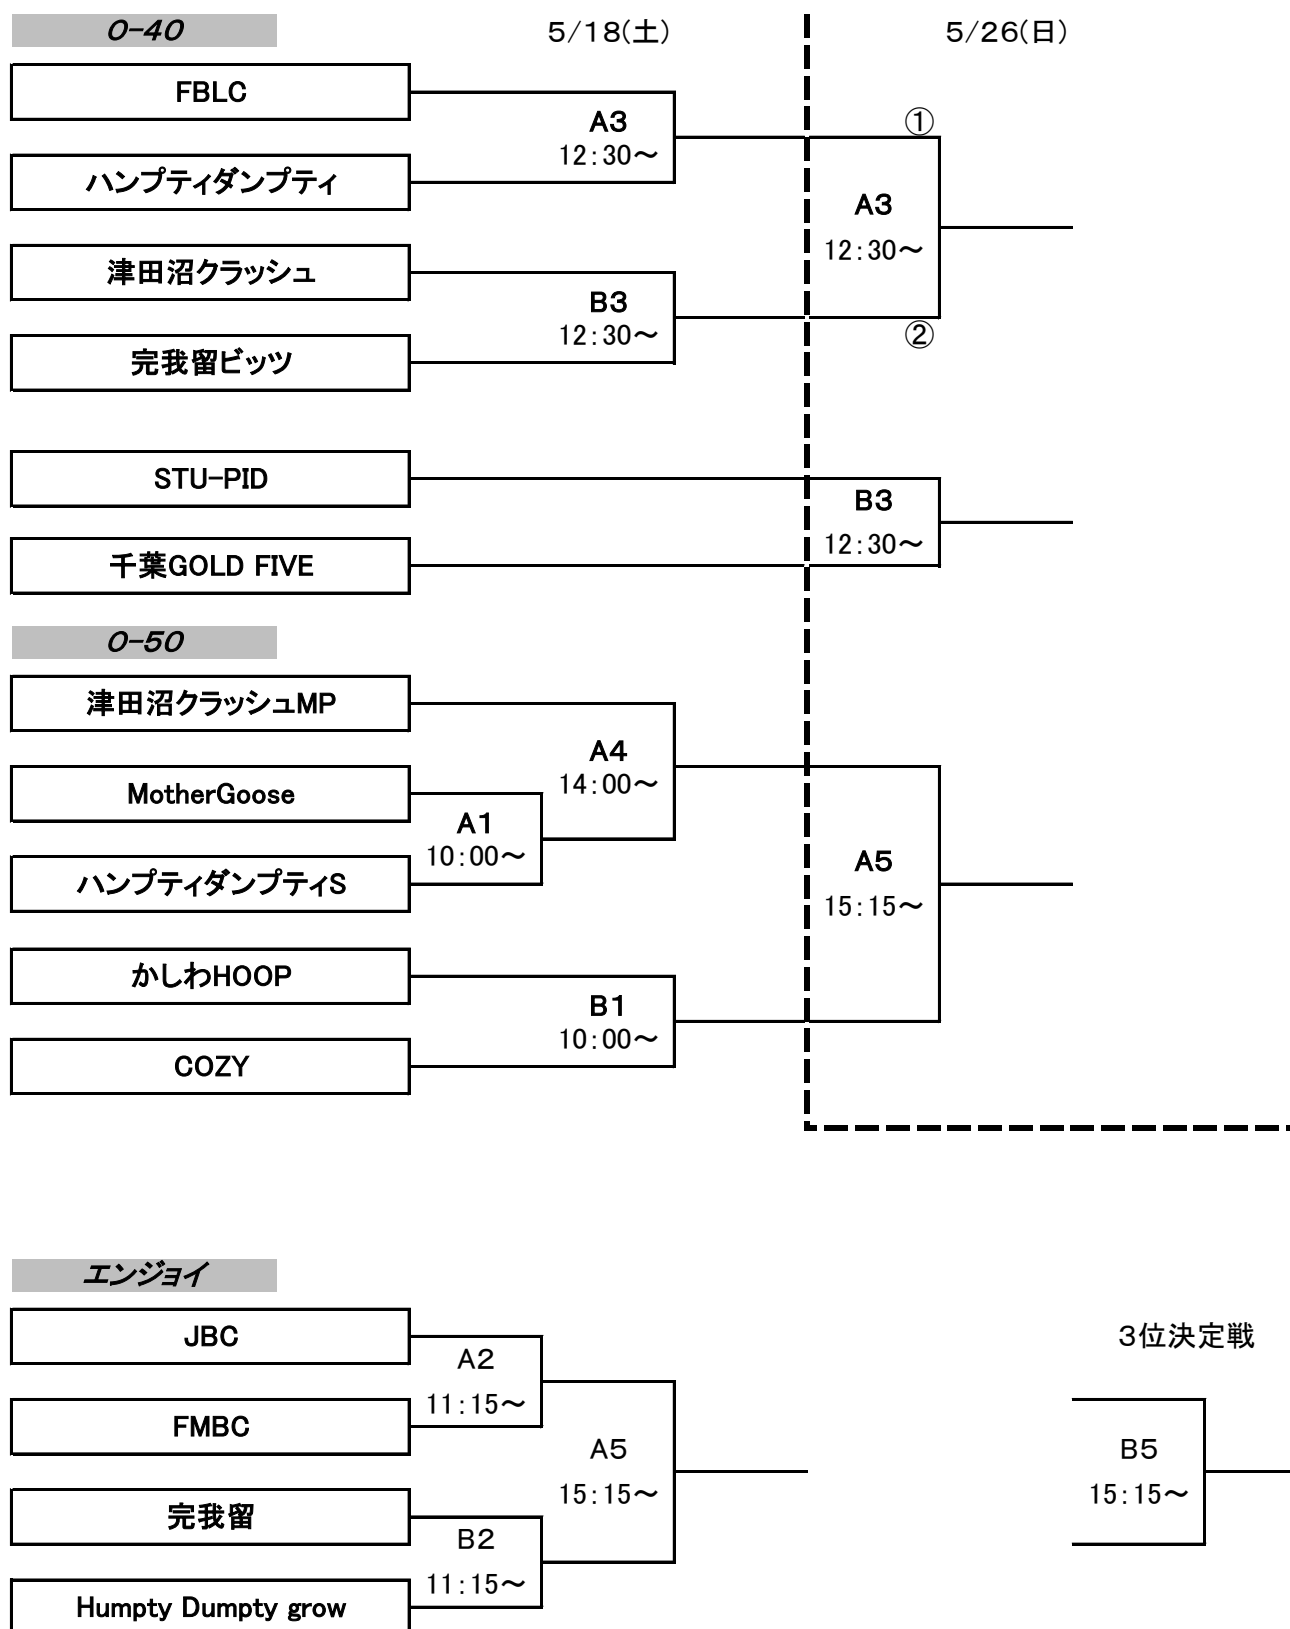 O-40
5/18(土)
5/26(日)
FBLC
A3
12:30～
ハンプティダンプティ
①
A3
12:30～
津田沼クラッシュ
B3
12:30～
完我留ビッツ
②
STU-PID
B3
12:30～
千葉GOLD FIVE
O-50
津田沼クラッシュMP
A4
14:00～
MotherGoose
A1
10:00～
ハンプティダンプティS
A5
15:15～
かしわHOOP
B1
10:00～
COZY
エンジョイ
JBC
3位決定戦
A2
11:15～
FMBC
A5
15:15～
B5
15:15～
完我留
B2
11:15～
Humpty Dumpty grow